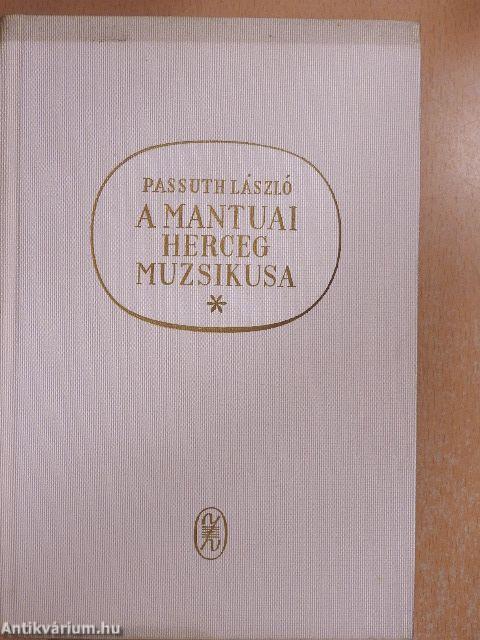 PASSUTH LÁSZLÓ
A MANTUAI
HERCEG
MUZSIKUSA
*
Antikvárium.hu